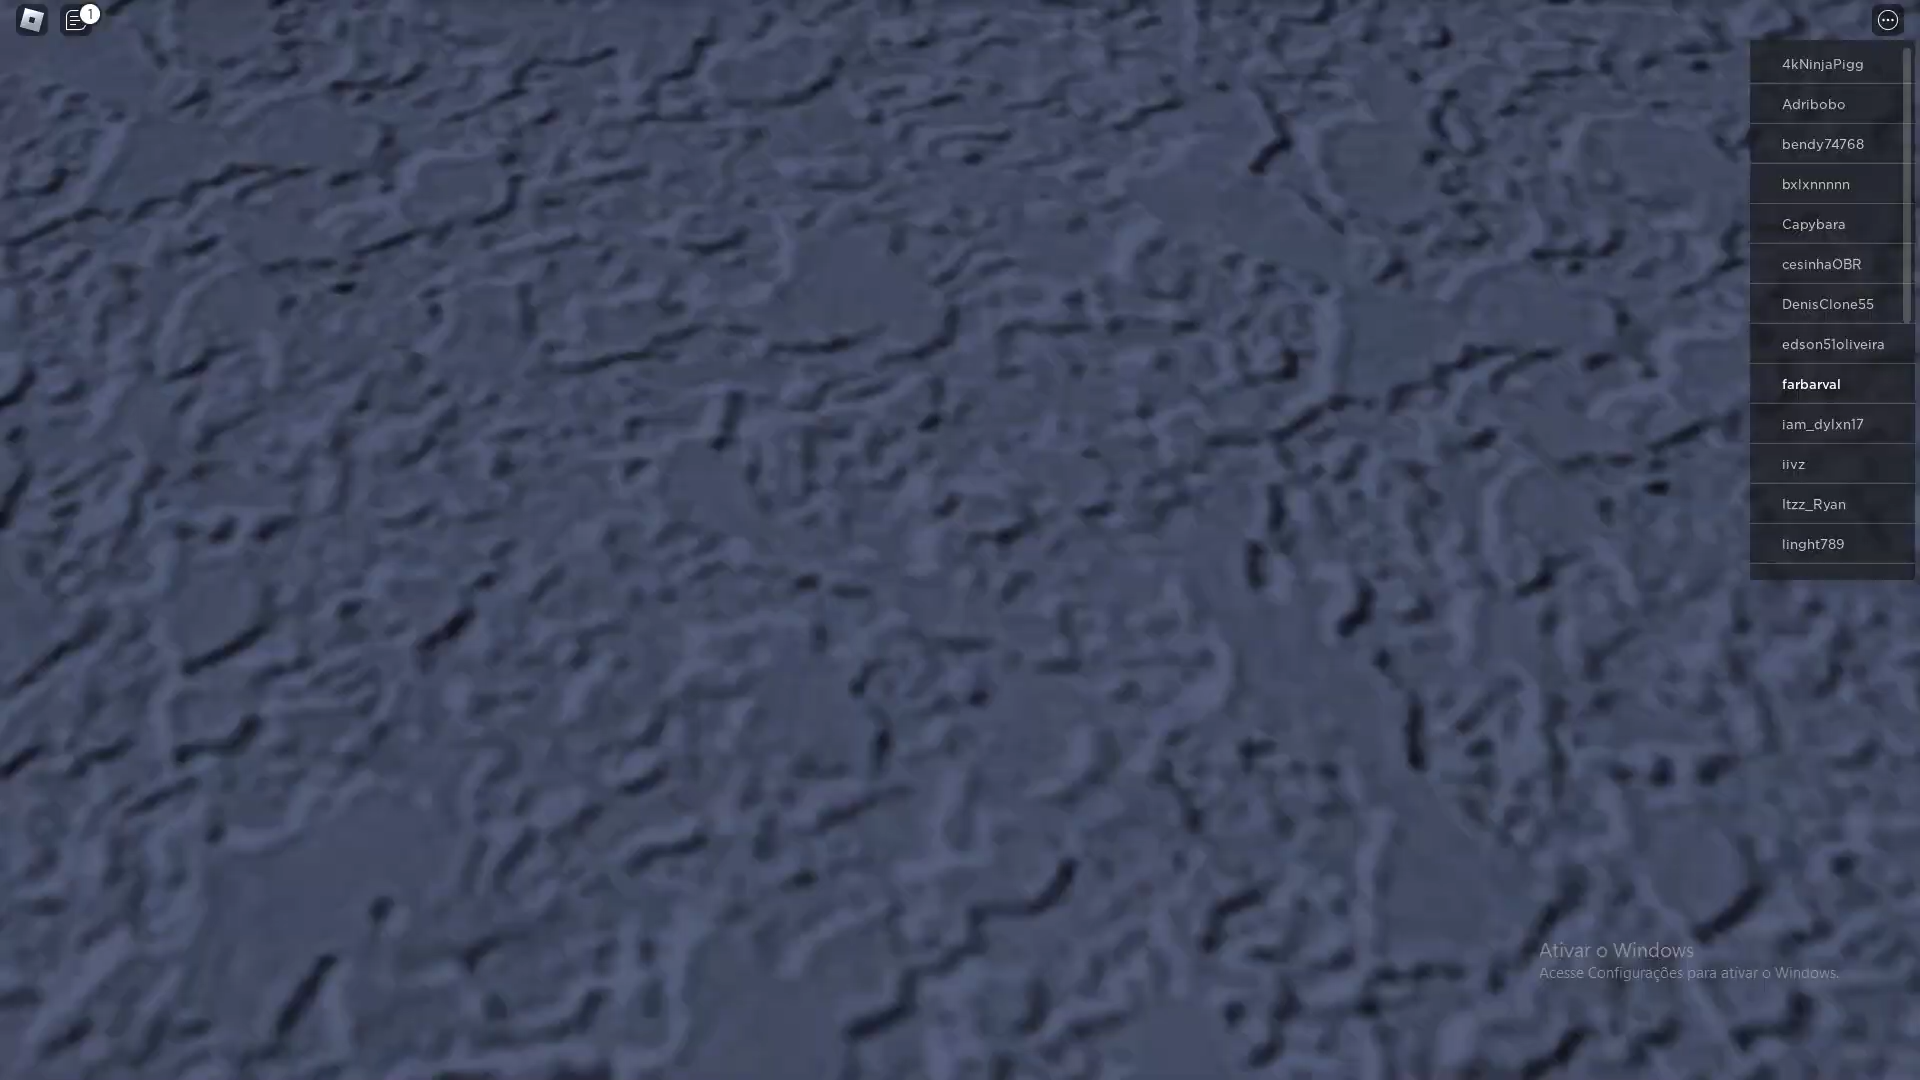 1
4kNinjaPigg
Adribobo
bendy74768
bxlxnnnnn
Capybara
cesinhaOBR
DenisClone55
edson51oliveira
farbarval
iam_dylxn17
iivz
Itzz_Ryan
linght789
Ativar o Windows
Acesse Configurações para ativar o Windows.